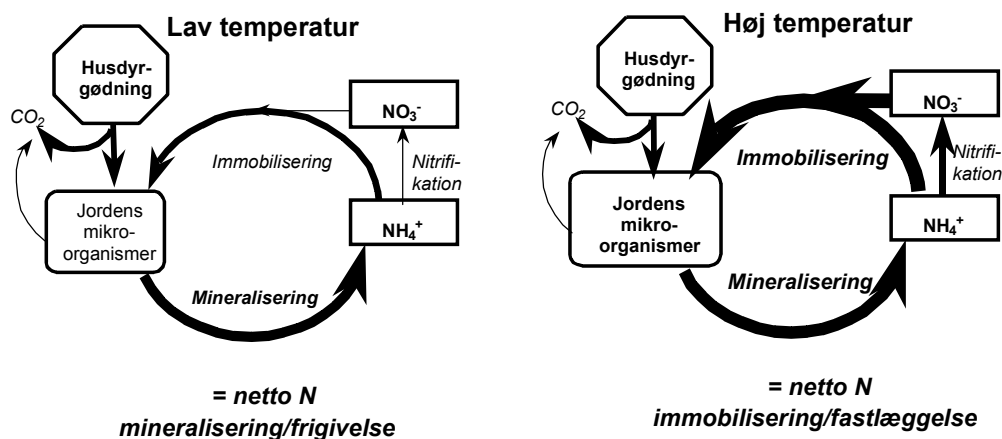 Lav temperatur
Husdyr-
gødning
CO2
NO3-
Immobilisering
Nitrifi-
kation
Jordens
mikro-
organismer
NH4+
Mineralisering
= netto N
mineralisering/frigivelse
Høj temperatur
Husdyr-
gødning
CO2
NO3-
Immobilisering
Nitrifi-
kation
Jordens
mikro-
organismer
NH4+
Mineralisering
= netto N
immobilisering/fastlæggelse